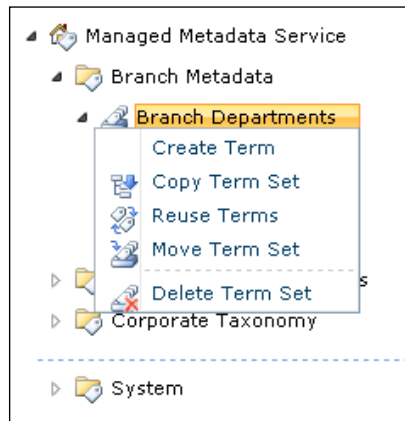 Managed Metadata Service
Branch Metadata
Branch Departments
Create Term
Copy Term Set
Reuse Terms
Move Term Set
Delete Term Set
Corporate Taxonomy
System